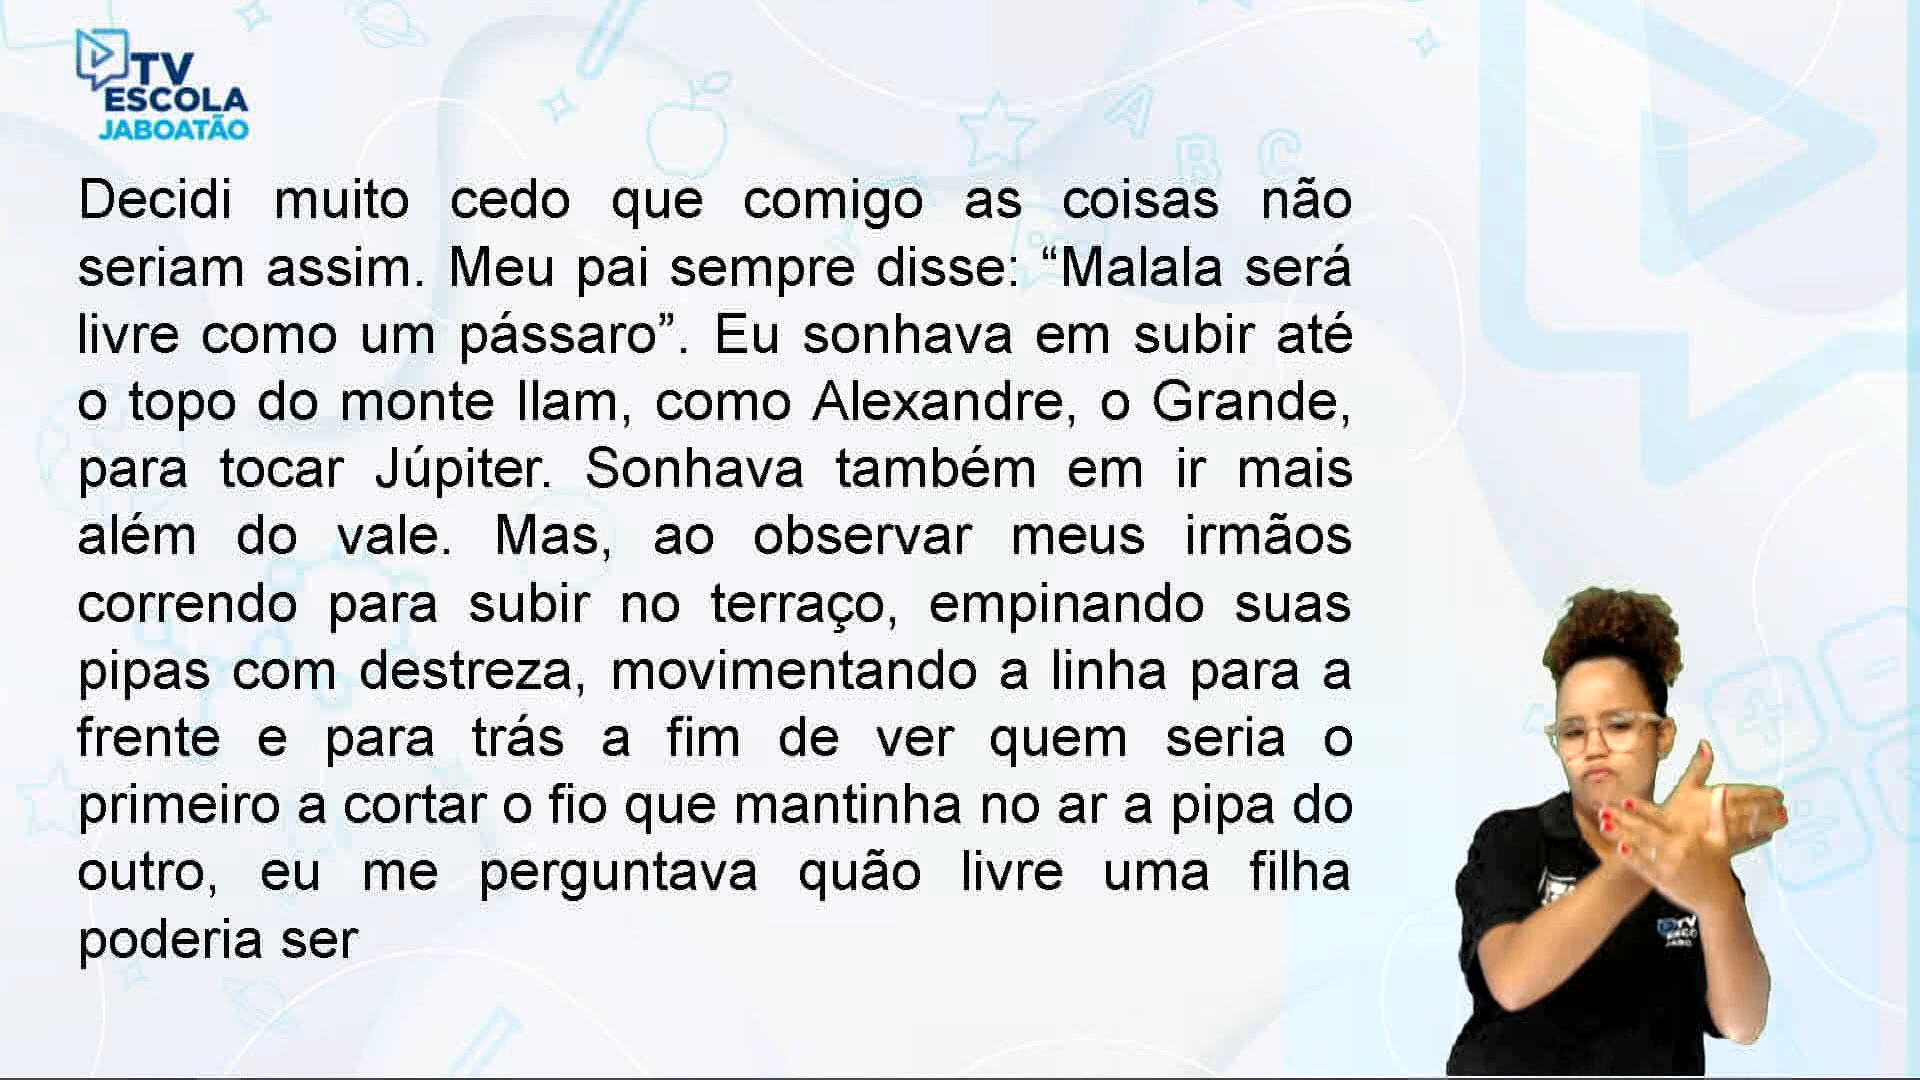 TV
ESCOLA
JABOATÃO
A B C
Decidi muito cedo que comigo as coisas não
seriam assim. Meu pai sempre disse: “Malala será
livre como um pássaro”. Eu sonhava em subir até
o topo do monte Ilam, como Alexandre, o Grande,
para tocar Júpiter. Sonhava também em ir mais
além do vale. Mas, ao observar meus irmãos
correndo para subir no terraço, empinando suas
pipas com destreza, movimentando a linha para a
frente e para trás a fim de ver quem seria o
primeiro a cortar o fio que mantinha no ar a pipa do
outro, eu me perguntava quão livre uma filha
poderia ser
TV